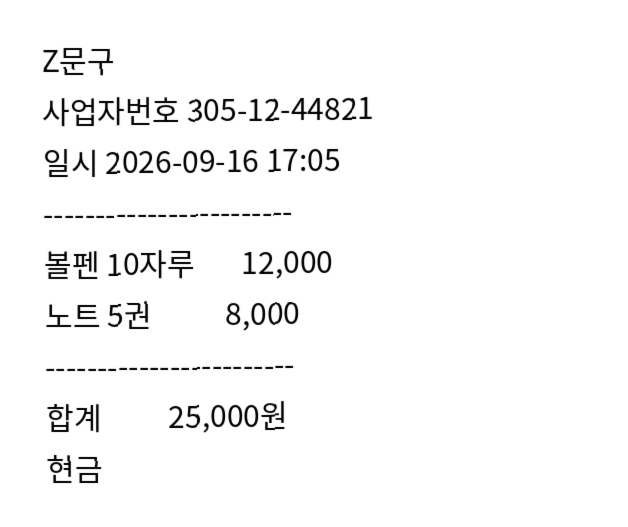 Z문구
사업자번호 305-12-44821
일시 2026-09-16 17:05
------------------------
볼펜 10자루 12,000
노트 5권 8,000
------------------------
합계 25,000원
현금